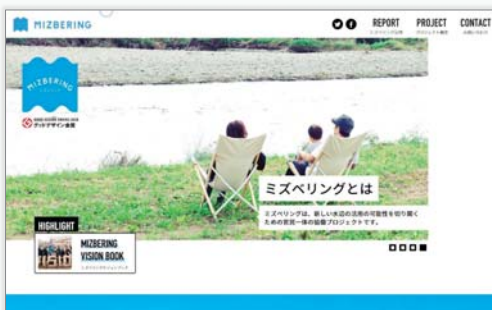 MIZBERING
REPORT
PROJECT
CONTACT
MIZBERING
グッドデザイン金賞
ミズベリングとは
ミズベリングは、新しい水辺の活用の可能性を切り開く
ための官民一体の協働プロジェクトです。
HIGHLIGHT
MIZBERING
VISION BOOK